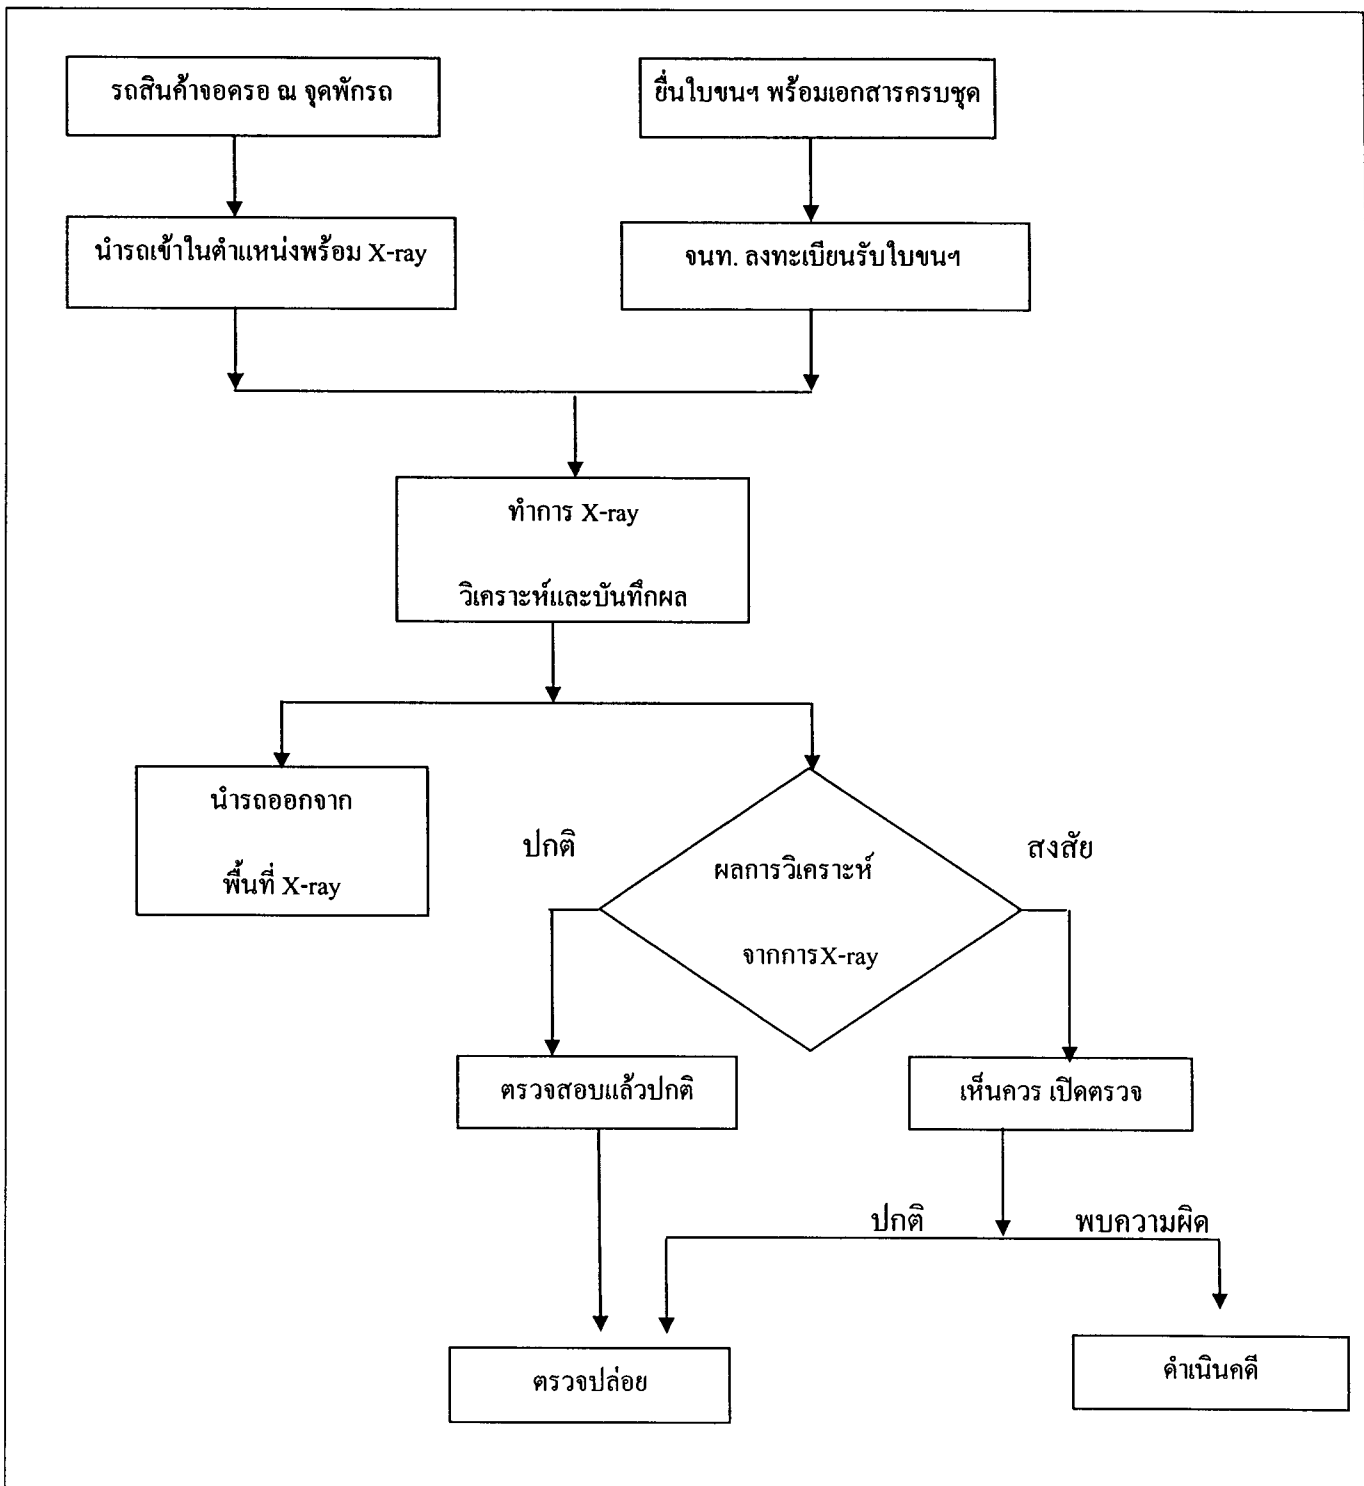 รถสินค้าจอดรอ ณ จุดพักรถ
ยื่นใบขนฯ พร้อมเอกสารครบชุด
นำรถเข้าในตำแหน่งพร้อม X-ray
จนท. ลงทะเบียนรับใบขนฯ
ทำการ X-ray
วิเคราะห์และบันทึกผล
นำรถออกจาก
พื้นที่ X-ray
ปกติ
สงสัย
ผลการวิเคราะห์
จากการX-ray
ตรวจสอบแล้วปกติ
เห็นควร เปิดตรวจ
ปกติ
พบความผิด
ตรวจปล่อย
ดำเนินคดี